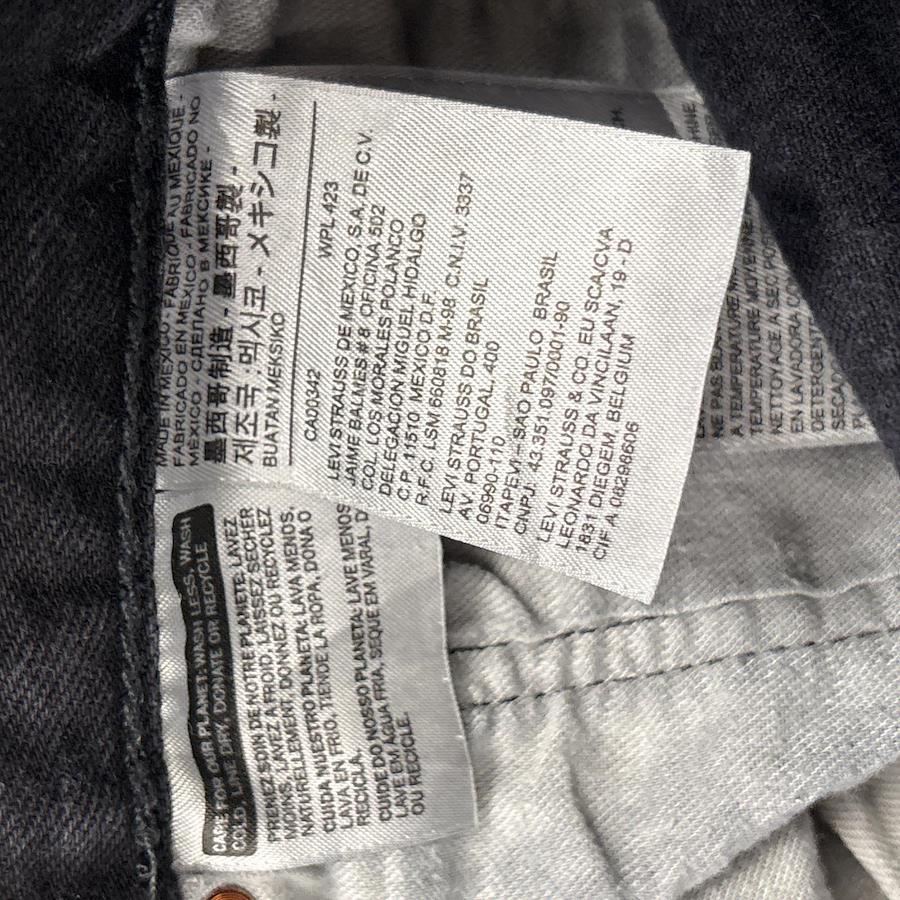 MADE IN MEXICO - FABRIQUÉ AU MEXIQUE -
FABRICADO EN MÉXICO - FABRICADO NO
MÉXICO - СДЕЛАНО В МЕКСИКЕ -
墨西哥制造 - 墨西哥製 -
제조국 : 멕시코 - メキシコ製 -
BUATAN MEKSIKO
CA00342 WPL 423
LEVI STRAUSS DE MEXICO, S.A. DE C.V.
JAIME BALMES # 8 OFICINA 502
COL. LOS MORALES POLANCO
DELEGACION MIGUEL HIDALGO
C.P. 11510 MEXICO D.F.
R.F.C. LSM 660818 M-98 C.N.I.V. 3337
LEVI STRAUSS DO BRASIL
AV. PORTUGAL, 400
06690-110
ITAPEVI-SAO PAULO BRASIL
CNPJ 43.351.097/0001-90
LEVI STRAUSS & CO. EU SCA/CVA
LEONARDO DA VINCILAAN, 19 - D
1831 DIEGEM BELGIUM
CIF A 08298606
CARE FOR OUR PLANET: WASH LESS, WASH
COLD, LINE DRY, DONATE OR RECYCLE
PRENEZ SOIN DE NOTRE PLANETE: LAVEZ
MOINS, LAVEZ A FROID, LAISSEZ SÉCHER
NATURELLEMENT, DONNEZ OU RECYCLEZ
CUIDA NUESTRO PLANETA: LAVA MENOS,
LAVA EN FRIO, TIENDE LA ROPA, DONA O
RECICLA.
CUIDE DO NOSSO PLANETA: LAVE MENOS
LAVE EM ÁGUA FRIA, SEQUE EM VARAL, D
OU RECICLE.
NE PAS
A TEMPERATURE
TEMPERATURE MOYENNE
NETTOYAGE A SEC
EN LAVADORA
DETERGENT